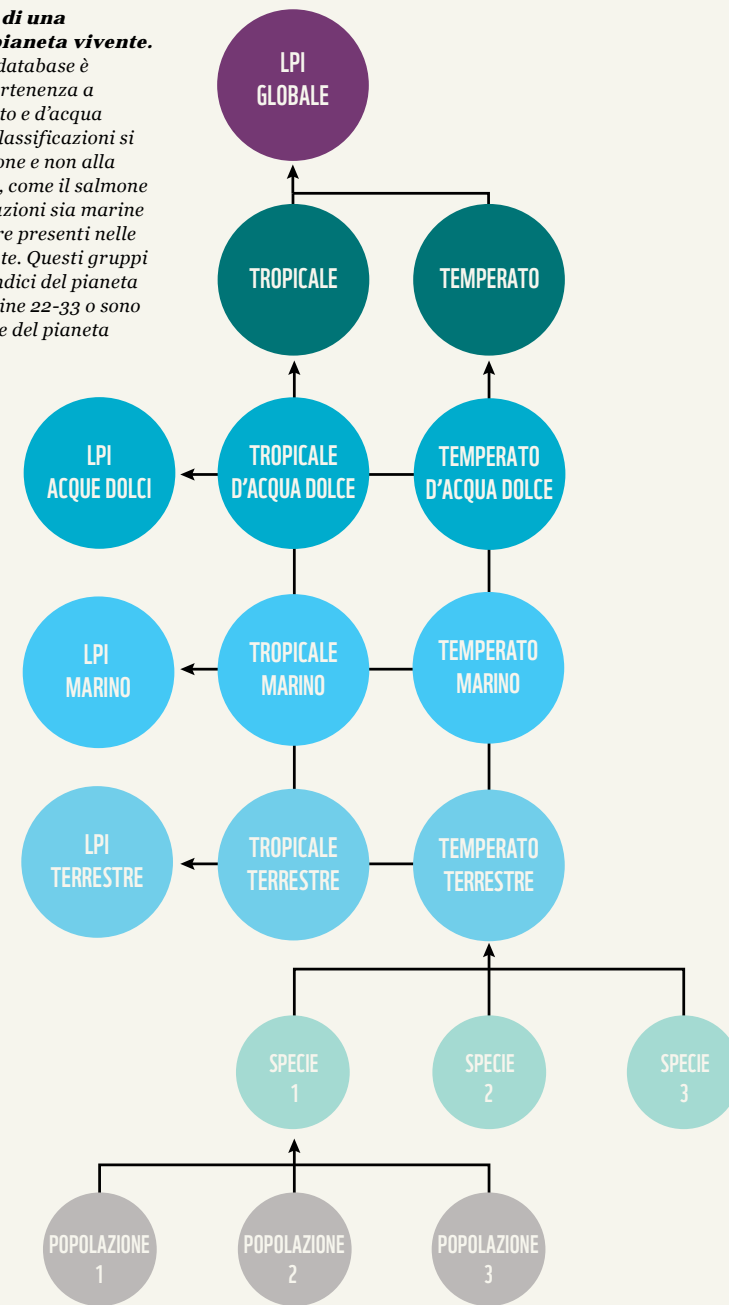 di una
pianeta vivente.
database è
to e d'acqua
lassificazioni si
one e non alla
, come il salmone
azioni sia marine
re presenti nelle
te. Questi gruppi
ndici del pianeta
ine 22-33 o sono
e del pianeta
LPI
GLOBALE
TROPICALE
TEMPERATO
LPI
ACQUE DOLCI
TROPICALE
D'ACQUA DOLCE
TEMPERATO
D'ACQUA DOLCE
LPI
MARINO
TROPICALE
MARINO
TEMPERATO
MARINO
LPI
TERRESTRE
TROPICALE
TERRESTRE
TEMPERATO
TERRESTRE
SPECIE
1
SPECIE
2
SPECIE
3
POPOLAZIONE
1
POPOLAZIONE
2
POPOLAZIONE
3